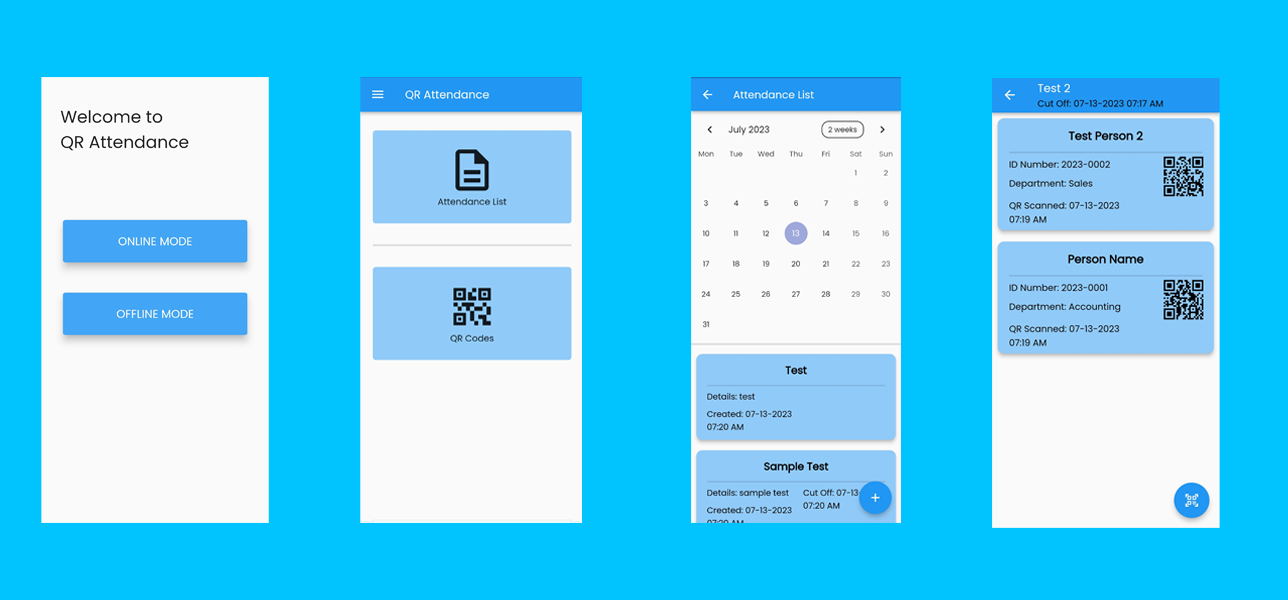 Welcome to
QR Attendance
ONLINE MODE
OFFLINE MODE
QR Attendance
Attendance List
QR Codes
Attendance List
July 2023
2 weeks
Mon Tue Wed Thu Fri Sat Sun
1 2
3 4 5 6 7 8 9
10 11 12 13 14 15 16
17 18 19 20 21 22 23
24 25 26 27 28 29 30
31
Test
Details: test
Created: 07-13-2023
07:20 AM
Sample Test
Details: sample test
Created: 07-13-2023
07:20 AM
Cut Off: 07-13
07:20 AM
+
Test 2
Cut Off: 07-13-2023 07:17 AM
Test Person 2
ID Number: 2023-0002
Department: Sales
QR Scanned: 07-13-2023
07:19 AM
Person Name
ID Number: 2023-0001
Department: Accounting
QR Scanned: 07-13-2023
07:19 AM